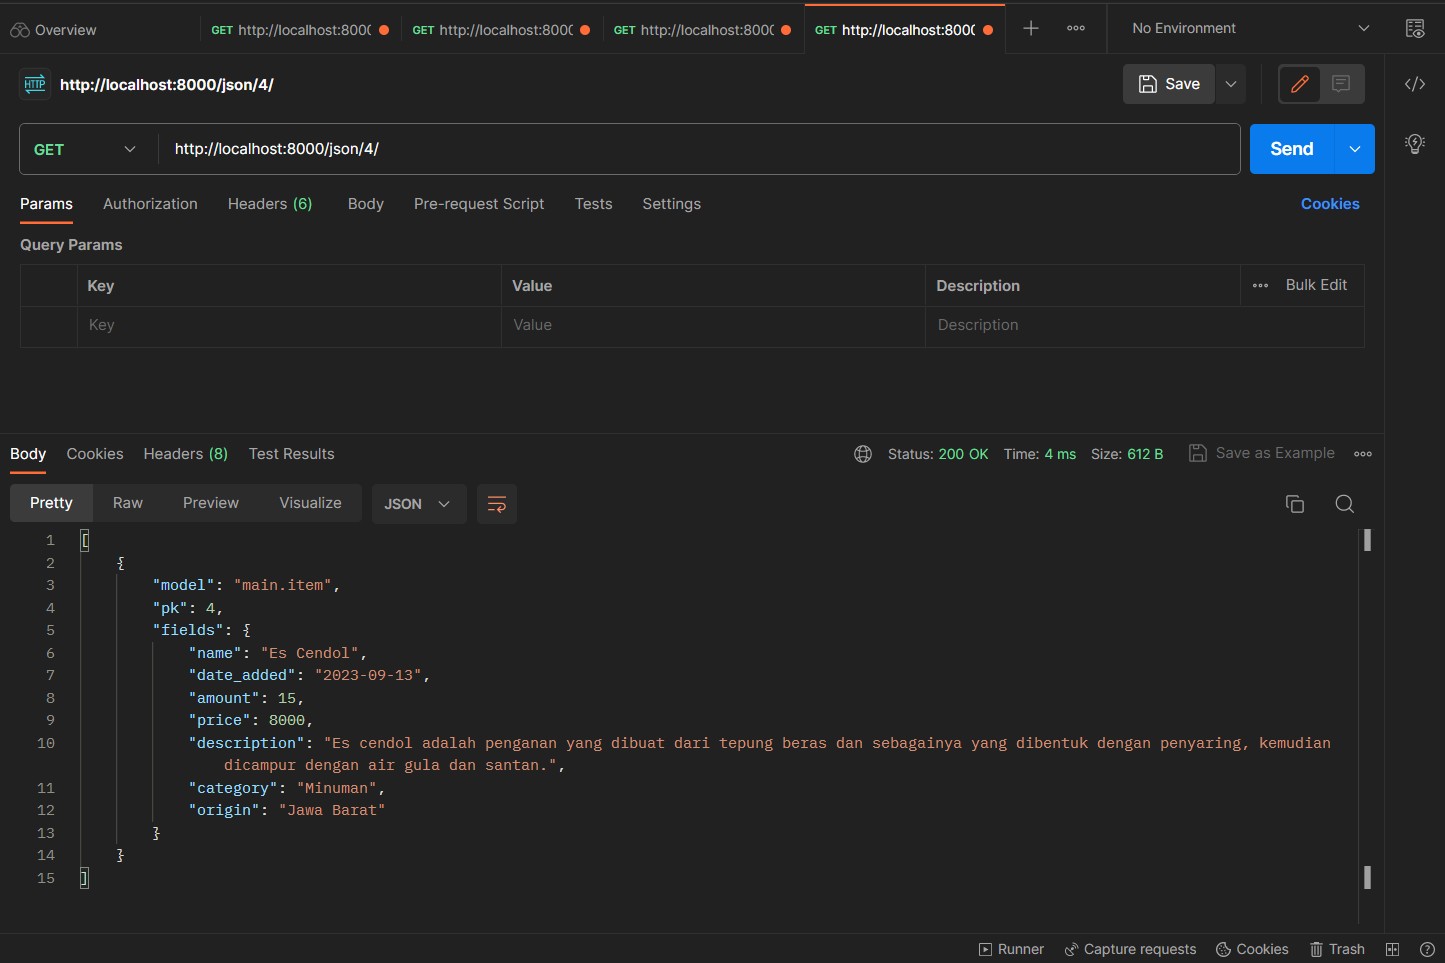 Overview
GET http://localhost:8000
GET http://localhost:8000
GET http://localhost:8000
GET http://localhost:8000
No Environment
HTTP http://localhost:8000/json/4/
Save
GET http://localhost:8000/json/4/
Send
Params Authorization Headers (6) Body Pre-request Script Tests Settings Cookies
Query Params
Key Value Description Bulk Edit
Key Value Description
Body Cookies Headers (8) Test Results Status: 200 OK Time: 4 ms Size: 612 B Save as Example
Pretty Raw Preview Visualize JSON
1 [
2 {
3 "model": "main.item",
4 "pk": 4,
5 "fields": {
6 "name": "Es Cendol",
7 "date_added": "2023-09-13",
8 "amount": 15,
9 "price": 8000,
10 "description": "Es cendol adalah penganan yang dibuat dari tepung beras dan sebagainya yang dibentuk dengan penyaring, kemudian
dicampur dengan air gula dan santan.",
11 "category": "Minuman",
12 "origin": "Jawa Barat"
13 }
14 }
15 ]
Runner Capture requests Cookies Trash